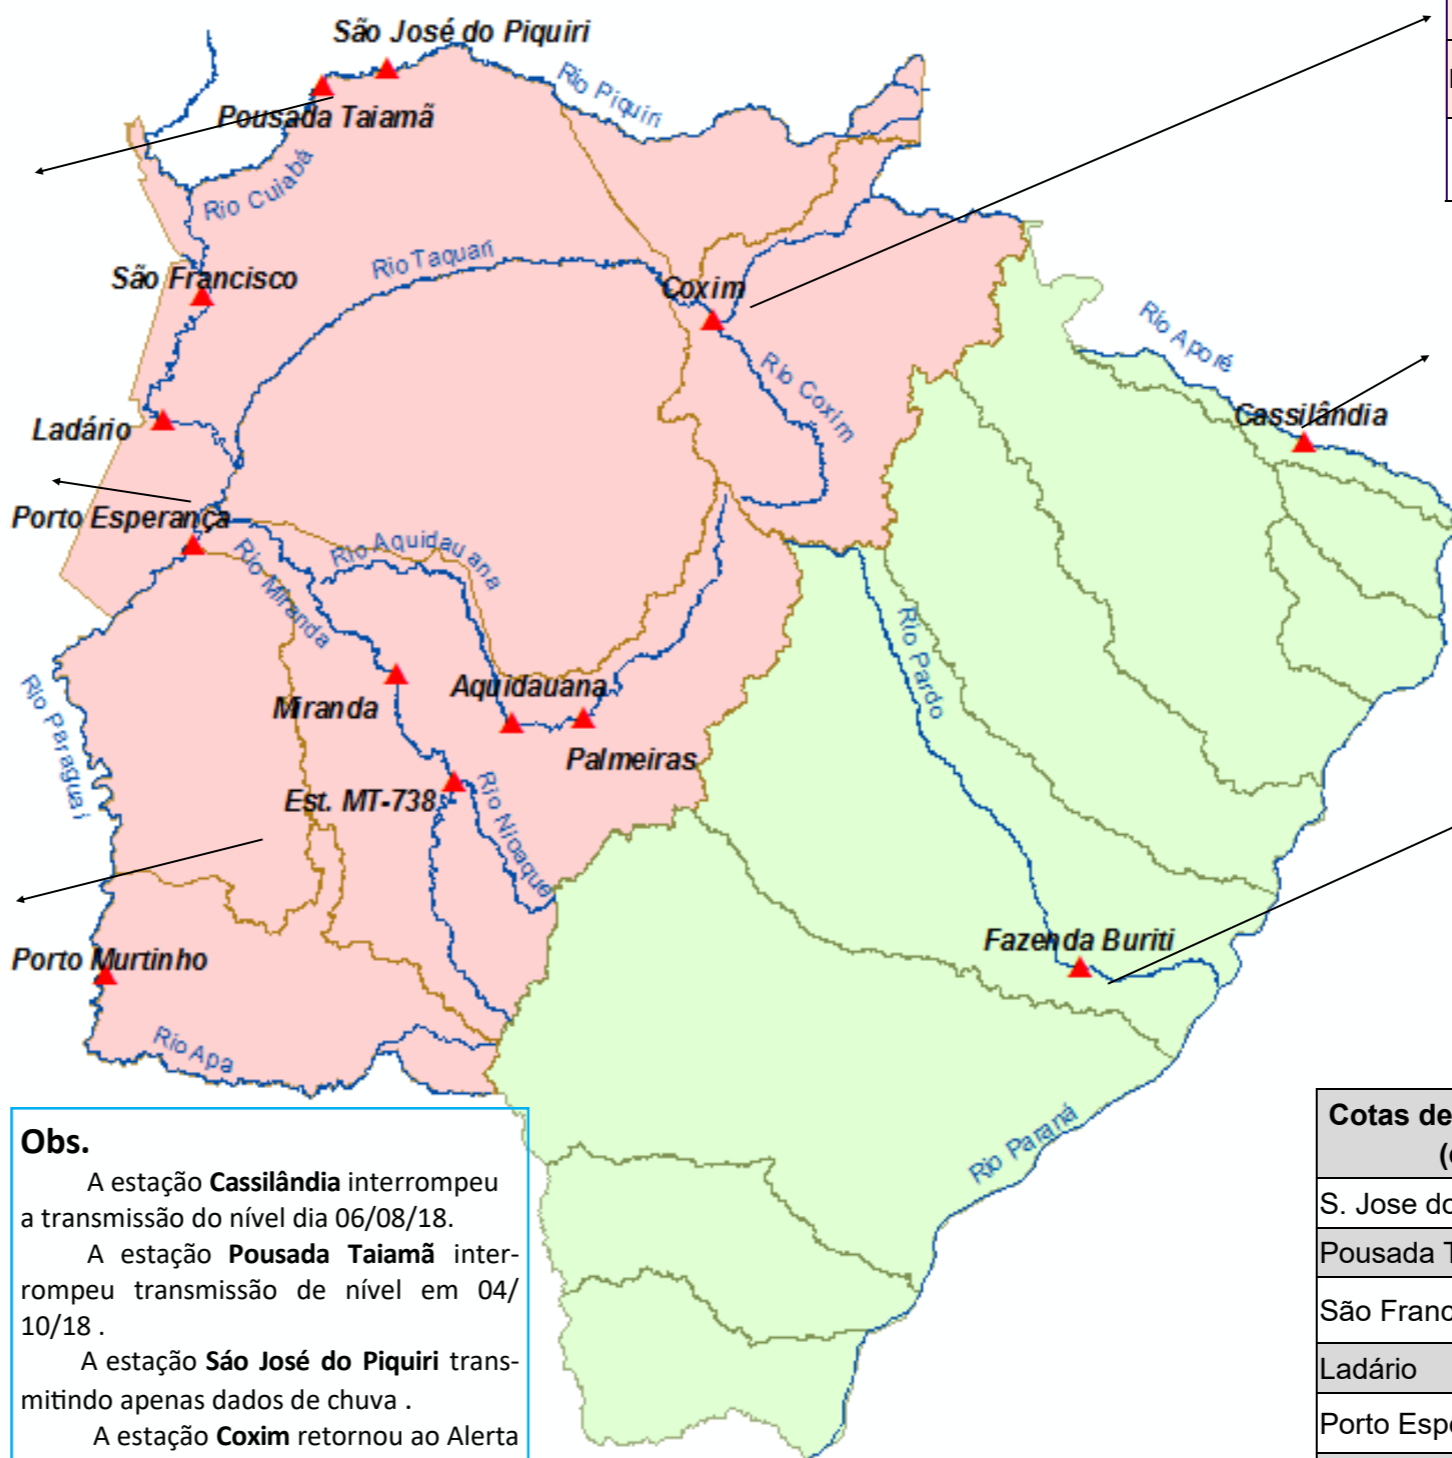 São José do Piquiri
Rio Piquiri
Pousada Taiamã
Rio Cuiabá
Rio Taquari
São Francisco
Coxim
Rio Aporé
Rio Coxim
Cassilândia
Ladário
Porto Esperança
Rio Aquidauana
Rio Miranda
Rio Pardo
Rio Paraguai
Aquidauana
Miranda
Palmeiras
Est. MT-738
Rio Nioaque
Fazenda Buriti
Porto Murtinho
Rio Apa
Rio Paraná
Obs.
A estação Cassilândia interrompeu
a transmissão do nível dia 06/08/18.
A estação Pousada Taiamã inter-
rompeu transmissão de nível em 04/
10/18 .
A estação Sáo José do Piquiri trans-
mitindo apenas dados de chuva .
A estação Coxim retornou ao Alerta
Cotas de
(
S. Jose do
Pousada T
São Franc
Ladário
Porto Esp